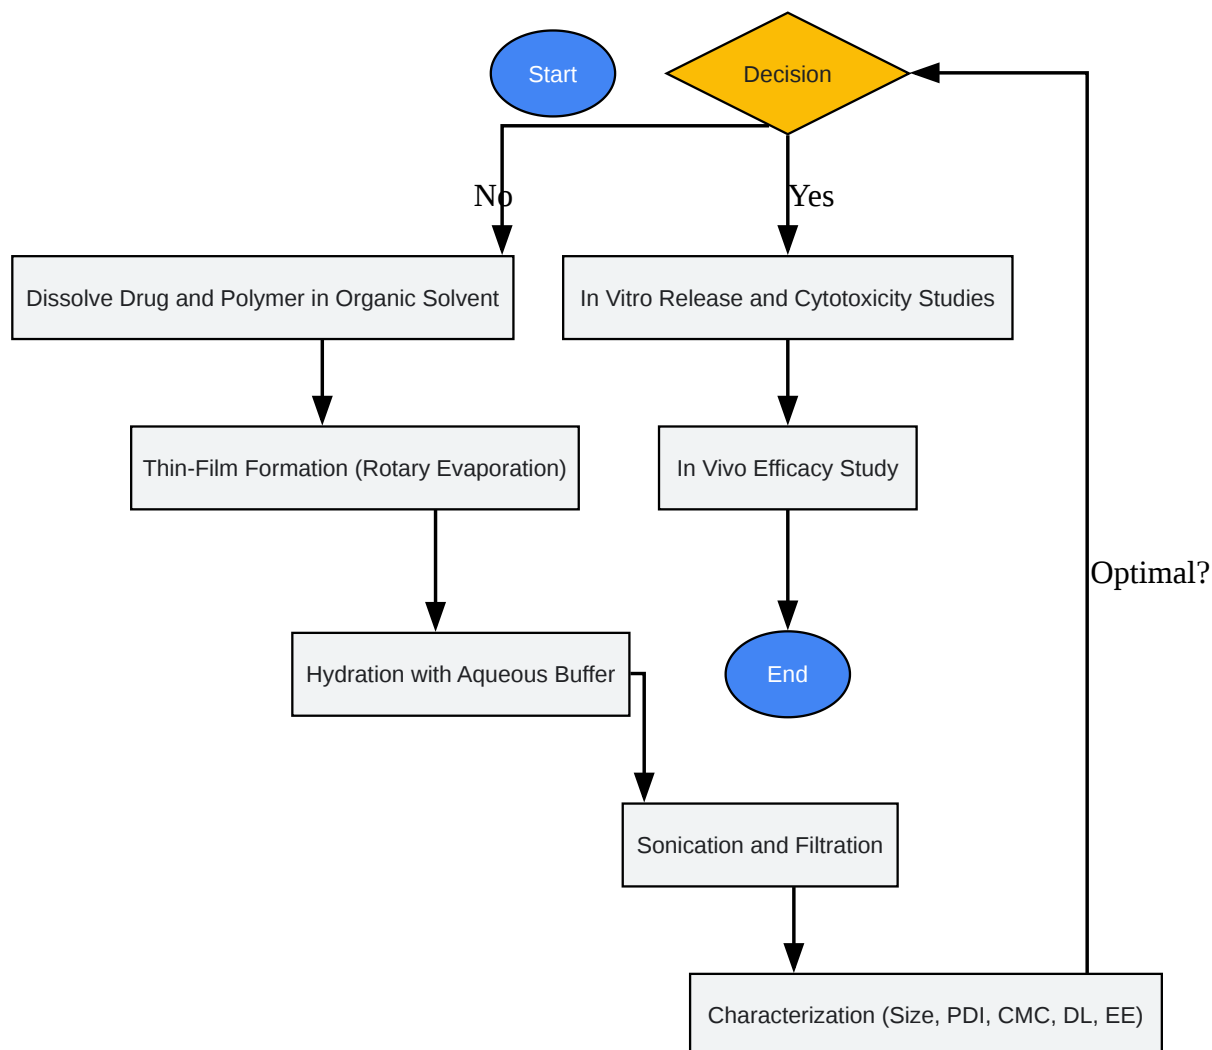 Start
Decision
No
Yes
Dissolve Drug and Polymer in Organic Solvent
In Vitro Release and Cytotoxicity Studies
Thin-Film Formation (Rotary Evaporation)
In Vivo Efficacy Study
Optimal?
Hydration with Aqueous Buffer
End
Sonication and Filtration
Characterization (Size, PDI, CMC, DL, EE)